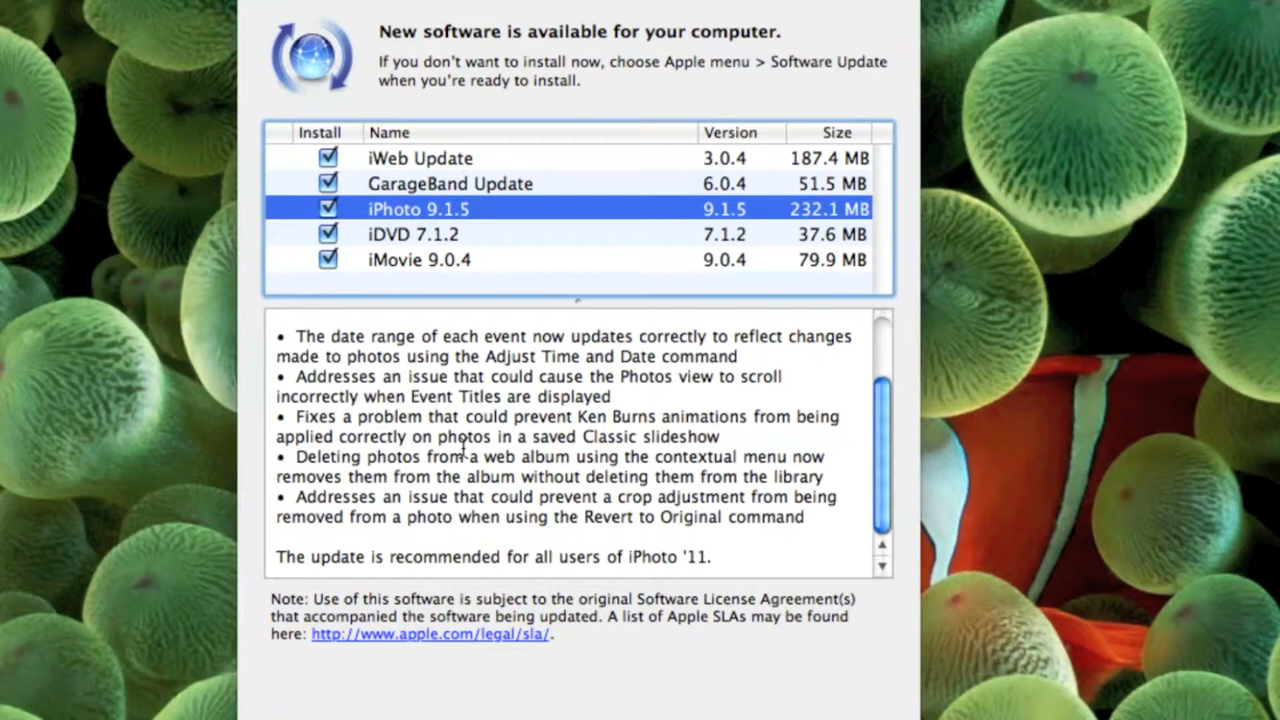 New software is available for your computer.
If you don't want to install now, choose Apple menu > Software Update
when you're ready to install.
Install Name Version Size
iWeb Update 3.0.4 187.4 MB
GarageBand Update 6.0.4 51.5 MB
iPhoto 9.1.5 9.1.5 232.1 MB
iDVD 7.1.2 7.1.2 37.6 MB
iMovie 9.0.4 9.0.4 79.9 MB
• The date range of each event now updates correctly to reflect changes
made to photos using the Adjust Time and Date command
• Addresses an issue that could cause the Photos view to scroll
incorrectly when Event Titles are displayed
• Fixes a problem that could prevent Ken Burns animations from being
applied correctly on photos in a saved Classic slideshow
• Deleting photos from a web album using the contextual menu now
removes them from the album without deleting them from the library
• Addresses an issue that could prevent a crop adjustment from being
removed from a photo when using the Revert to Original command
The update is recommended for all users of iPhoto '11.
Note: Use of this software is subject to the original Software License Agreement(s)
that accompanied the software being updated. A list of Apple SLAs may be found
here: http://www.apple.com/legal/sla/.